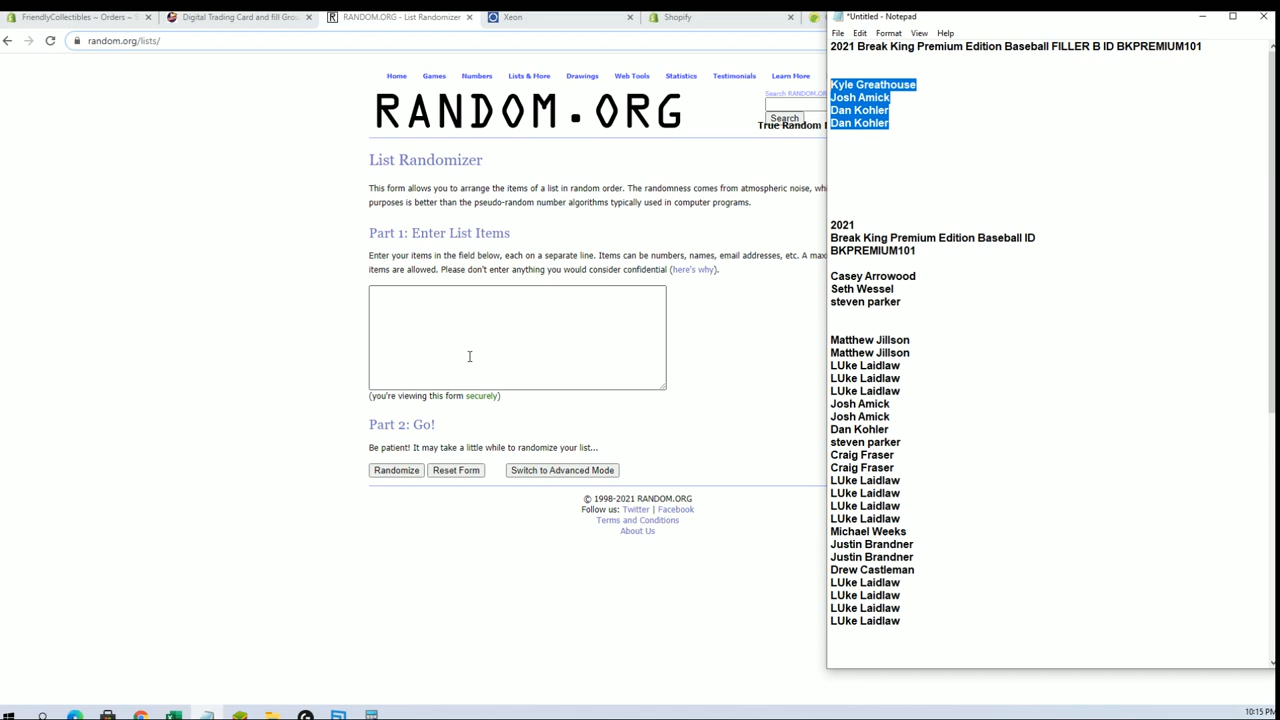 FriendlyCollectibles ~ Orders ~ S
Digital Trading Card and fill Gro
RANDOM.ORG - List Randomizer
Xeon
Shopify
*Untitled - Notepad
random.org/lists/
File Edit Format View Help
2021 Break King Premium Edition Baseball FILLER B ID BKPREMIUM101
Home Games Numbers Lists & More Drawings Web Tools Statistics Testimonials Learn More
RANDOM.ORG
Search RANDOM.OR
Search
True Random
Kyle Greathouse
Josh Amick
Dan Kohler
Dan Kohler
List Randomizer
This form allows you to arrange the items of a list in random order. The randomness comes from atmospheric noise, whi
purposes is better than the pseudo-random number algorithms typically used in computer programs.
Part 1: Enter List Items
Enter your items in the field below, each on a separate line. Items can be numbers, names, email addresses, etc. A max
items are allowed. Please don't enter anything you would consider confidential (here's why).
(you're viewing this form securely)
Part 2: Go!
Be patient! It may take a little while to randomize your list...
Randomize Reset Form Switch to Advanced Mode
© 1998-2021 RANDOM.ORG
Follow us: Twitter | Facebook
Terms and Conditions
About Us
2021
Break King Premium Edition Baseball ID
BKPREMIUM101
Casey Arrowood
Seth Wessel
steven parker
Matthew Jillson
Matthew Jillson
LUke Laidlaw
LUke Laidlaw
LUke Laidlaw
Josh Amick
Josh Amick
Dan Kohler
steven parker
Craig Fraser
Craig Fraser
LUke Laidlaw
LUke Laidlaw
LUke Laidlaw
LUke Laidlaw
Michael Weeks
Justin Brandner
Justin Brandner
Drew Castleman
LUke Laidlaw
LUke Laidlaw
LUke Laidlaw
LUke Laidlaw
10:15 PM